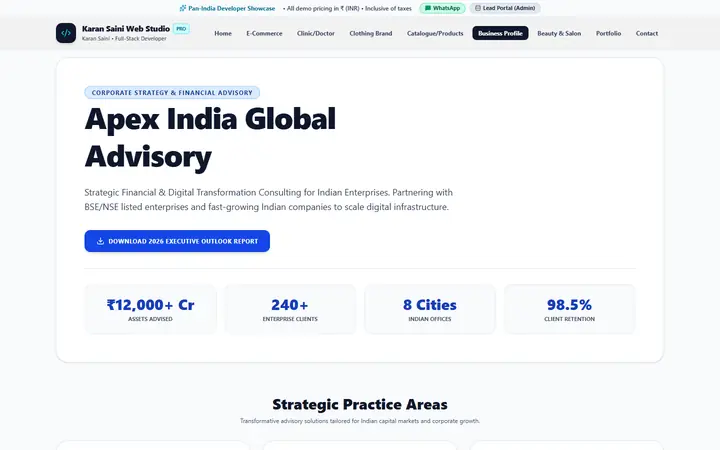 Pan-India Developer Showcase • All demo pricing in ₹ (INR) • Inclusive of taxes WhatsApp Lead Portal (Admin)
Karan Saini Web Studio PRO
Karan Saini • Full-Stack Developer
Home E-Commerce Clinic/Doctor Clothing Brand Catalogue/Products Business Profile Beauty & Salon Portfolio Contact
CORPORATE STRATEGY & FINANCIAL ADVISORY
Apex India Global
Advisory
Strategic Financial & Digital Transformation Consulting for Indian Enterprises. Partnering with
BSE/NSE listed enterprises and fast-growing Indian companies to scale digital infrastructure.
DOWNLOAD 2026 EXECUTIVE OUTLOOK REPORT
₹12,000+ Cr 240+ 8 Cities 98.5%
ASSETS ADVISED ENTERPRISE CLIENTS INDIAN OFFICES CLIENT RETENTION
Strategic Practice Areas
Transformative advisory solutions tailored for Indian capital markets and corporate growth.